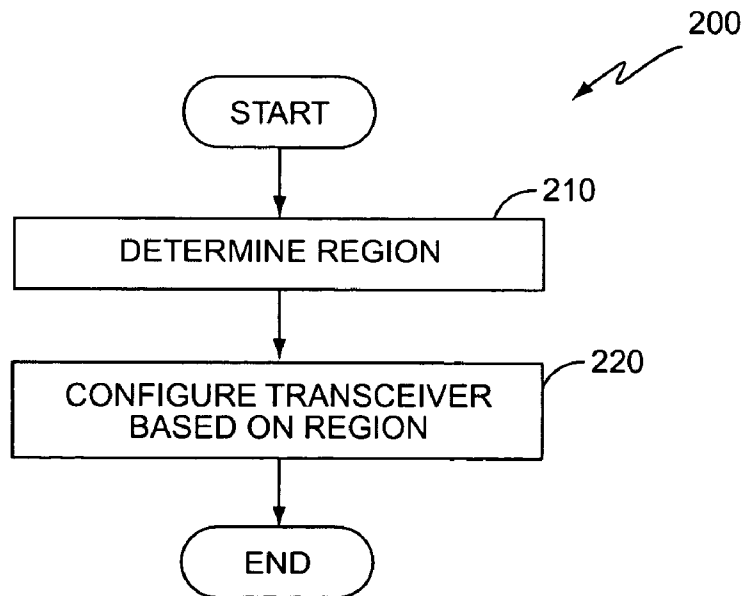 200
START
210
DETERMINE REGION
220
CONFIGURE TRANSCEIVER
BASED ON REGION
END